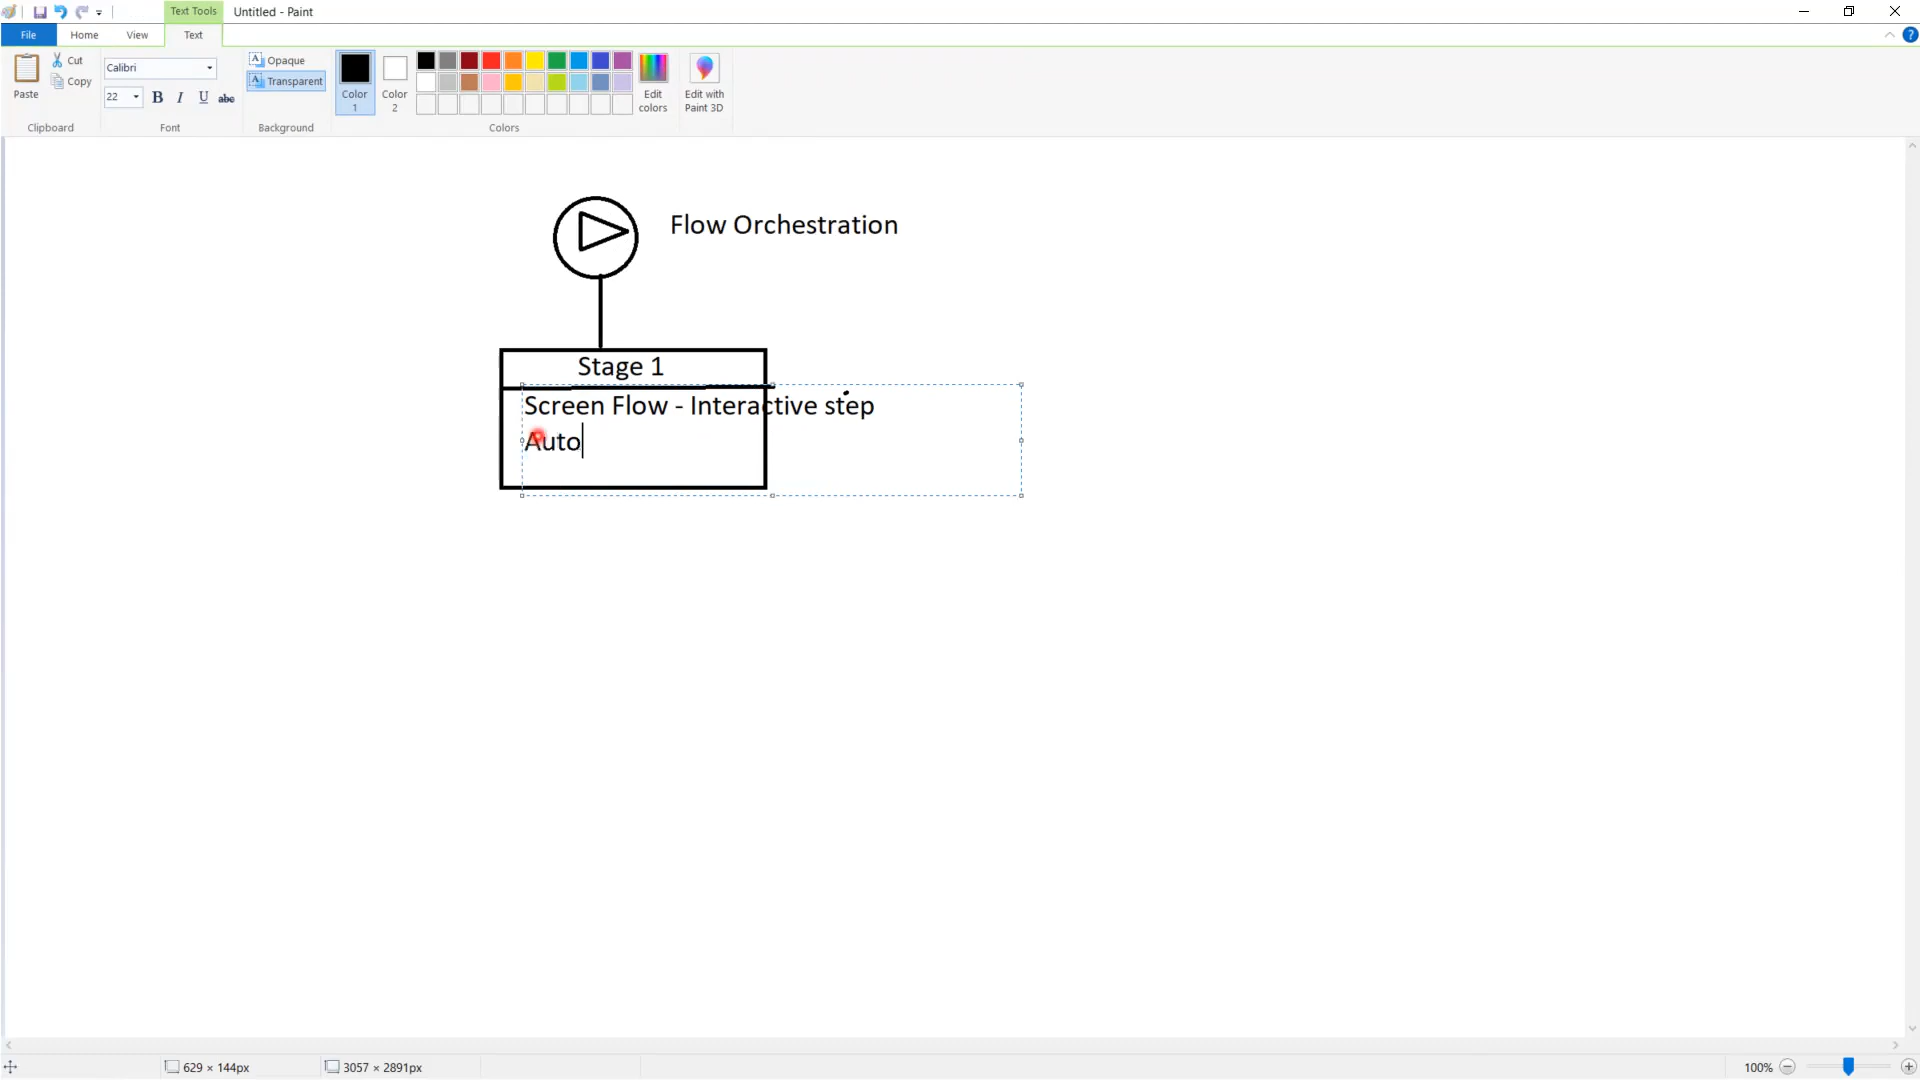 Text Tools
Untitled - Paint
File
Home
View
Text
Paste
Cut
Copy
Clipboard
Calibri
22
B
I
U
abc
Font
Opaque
Transparent
Background
Color 1
Color 2
Colors
Edit colors
Edit with Paint 3D
Flow Orchestration
Stage 1
Screen Flow - Interactive step
Auto
629 × 144px
3057 × 2891px
100%